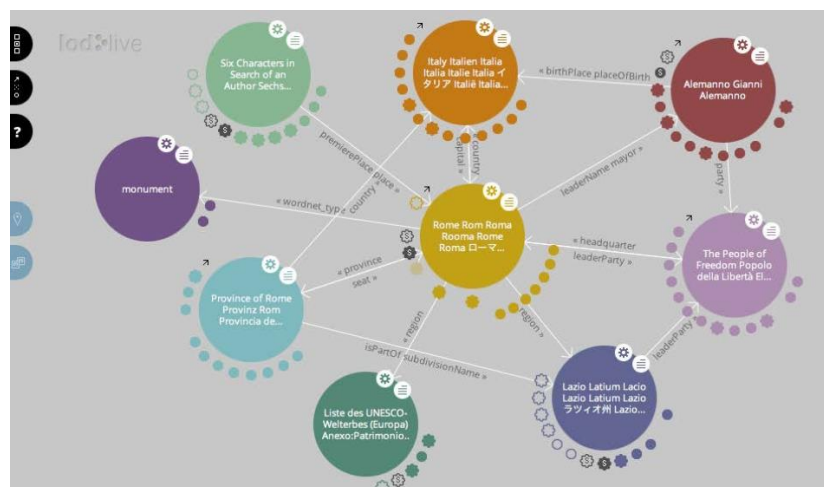 lod live
?
Six Characters in
Search of an
Author Sechs...
Italy Italien Italia
Italia Italie Italia イ
タリア Italië Italia...
« birthPlace placeOfBirth
Alemanno Gianni
Alemanno
premierePlace place »
country »
capital »
« country
leaderName mayor »
party »
monument
« wordnet_type
Rome Rom Roma
Rooma Rome
Roma ローマ...
« headquarter
leaderParty »
The People of
Freedom Popolo
della Libertà El...
« province
seat »
Province of Rome
Provinz Rom
Provincia de...
« region
region »
isPartOf subdivisionName »
leaderParty »
Liste des UNESCO-
Welterbes (Europa)
Anexo:Patrimonio..
Lazio Latium Lacio
Lazio Latium Lazio
ラツィオ州 Lazio...